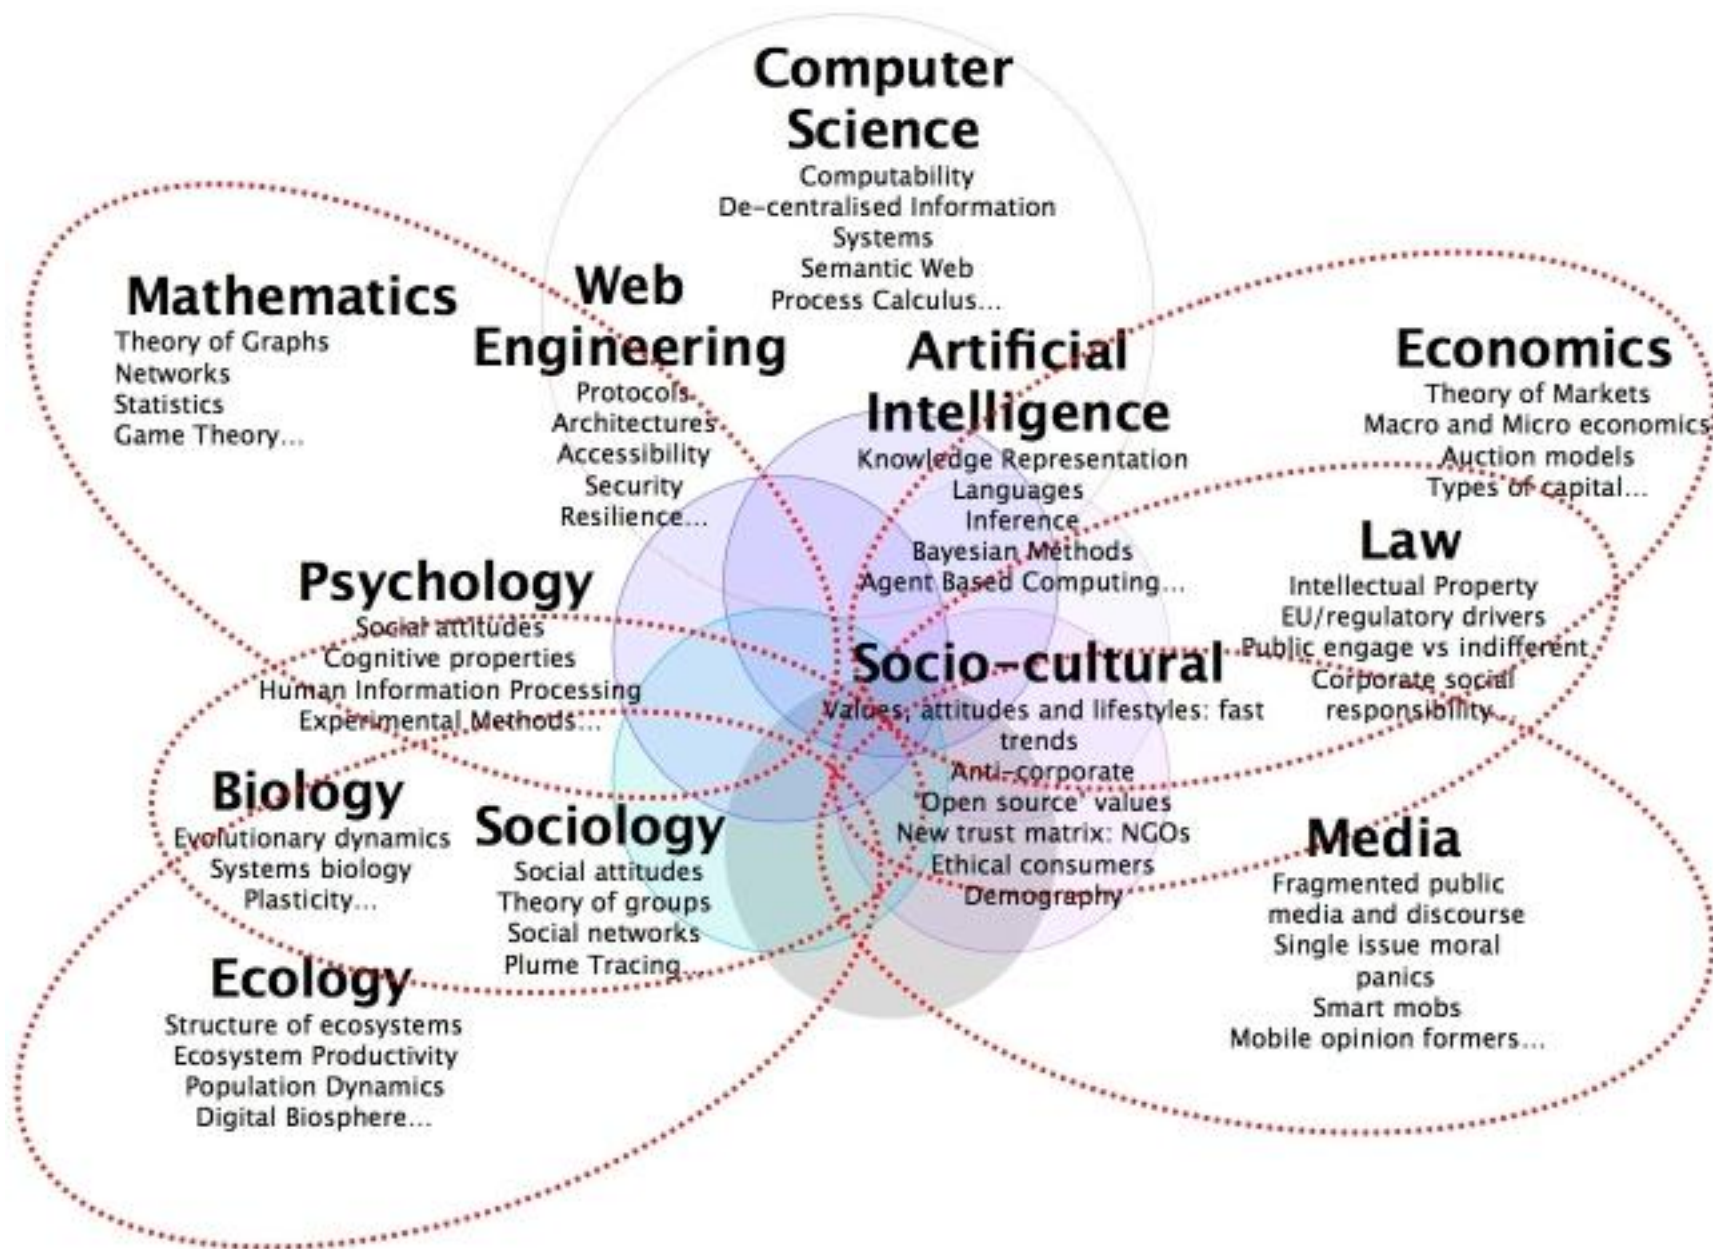 Computer
Science
Computability
De-centralised Information
Systems
Semantic Web
Process Calculus...
Mathematics
Theory of Graphs
Networks
Statistics
Game Theory...
Web
Engineering
Protocols
Architectures
Accessibility
Security
Resilience...
Artificial
Intelligence
Knowledge Representation
Languages
Inference
Bayesian Methods
Agent Based Computing...
Economics
Theory of Markets
Macro and Micro economics
Auction models
Types of capital...
Law
Intellectual Property
EU/regulatory drivers
Public engage vs indifferent
Corporate social
responsibility
Psychology
Social attitudes
Cognitive properties
Human Information Processing
Experimental Methods...
Socio-cultural
Values, attitudes and lifestyles: fast
trends
Anti-corporate
'Open source' values
New trust matrix: NGOs
Ethical consumers
Demography
Biology
Evolutionary dynamics
Systems biology
Plasticity...
Sociology
Social attitudes
Theory of groups
Social networks
Plume Tracing...
Media
Fragmented public
media and discourse
Single issue moral
panics
Smart mobs
Mobile opinion formers...
Ecology
Structure of ecosystems
Ecosystem Productivity
Population Dynamics
Digital Biosphere...